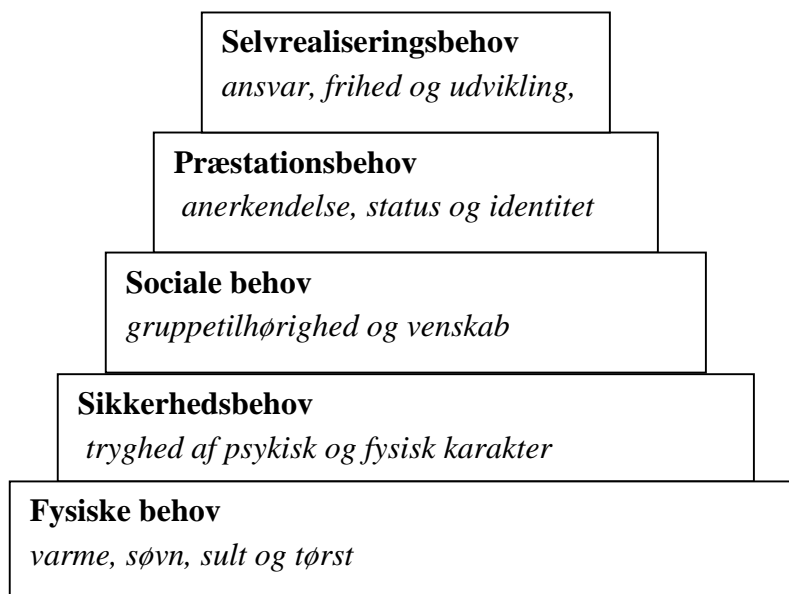 Selvrealiseringsbehov
ansvar, frihed og udvikling,
Præstationsbehov
anerkendelse, status og identitet
Sociale behov
gruppetilhørighed og venskab
Sikkerhedsbehov
tryghed af psykisk og fysisk karakter
Fysiske behov
varme, søvn, sult og tørst